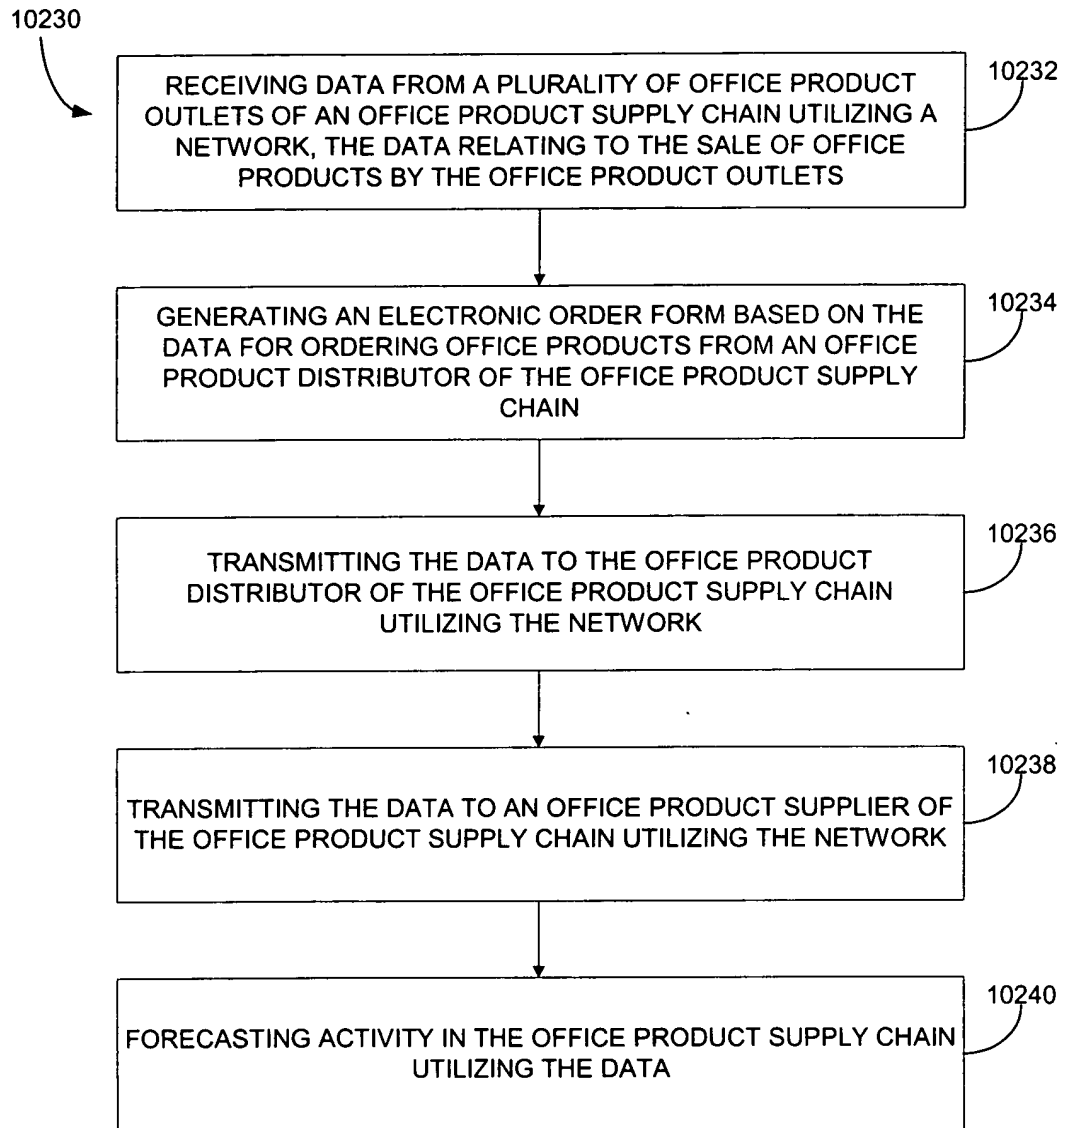 10230
RECEIVING DATA FROM A PLURALITY OF OFFICE PRODUCT
OUTLETS OF AN OFFICE PRODUCT SUPPLY CHAIN UTILIZING A
NETWORK, THE DATA RELATING TO THE SALE OF OFFICE
PRODUCTS BY THE OFFICE PRODUCT OUTLETS
10232
GENERATING AN ELECTRONIC ORDER FORM BASED ON THE
DATA FOR ORDERING OFFICE PRODUCTS FROM AN OFFICE
PRODUCT DISTRIBUTOR OF THE OFFICE PRODUCT SUPPLY
CHAIN
10234
TRANSMITTING THE DATA TO THE OFFICE PRODUCT
DISTRIBUTOR OF THE OFFICE PRODUCT SUPPLY CHAIN
UTILIZING THE NETWORK
10236
TRANSMITTING THE DATA TO AN OFFICE PRODUCT SUPPLIER OF
THE OFFICE PRODUCT SUPPLY CHAIN UTILIZING THE NETWORK
10238
FORECASTING ACTIVITY IN THE OFFICE PRODUCT SUPPLY CHAIN
UTILIZING THE DATA
10240